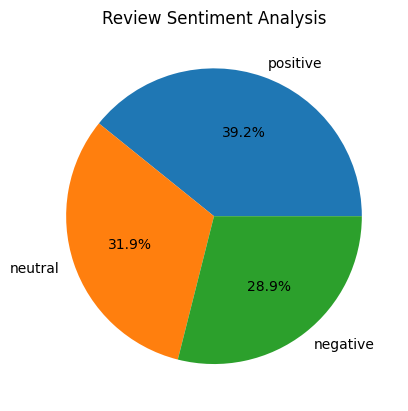 Review Sentiment Analysis
positive
39.2%
31.9%
neutral
28.9%
negative